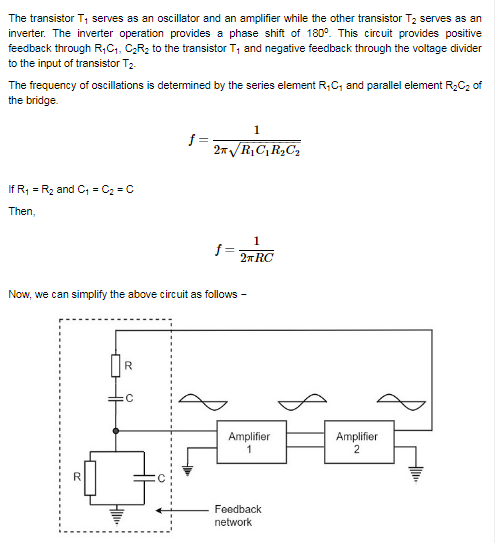 The transistor T₁ serves as an oscillator and an amplifier while the other transistor T₂ serves as an
inverter. The inverter operation provides a phase shift of 180º. This circuit provides positive
feedback through R₁C₁, C₂R₂ to the transistor T₁ and negative feedback through the voltage divider
to the input of transistor T₂.
The frequency of oscillations is determined by the series element R₁C₁ and parallel element R₂C₂ of
the bridge.
f = 1 / 2π√R₁C₁R₂C₂
If R₁ = R₂ and C₁ = C₂ = C
Then,
f = 1 / 2πRC
Now, we can simplify the above circuit as follows −
R
C
Amplifier
1
Amplifier
2
R
C
Feedback
network